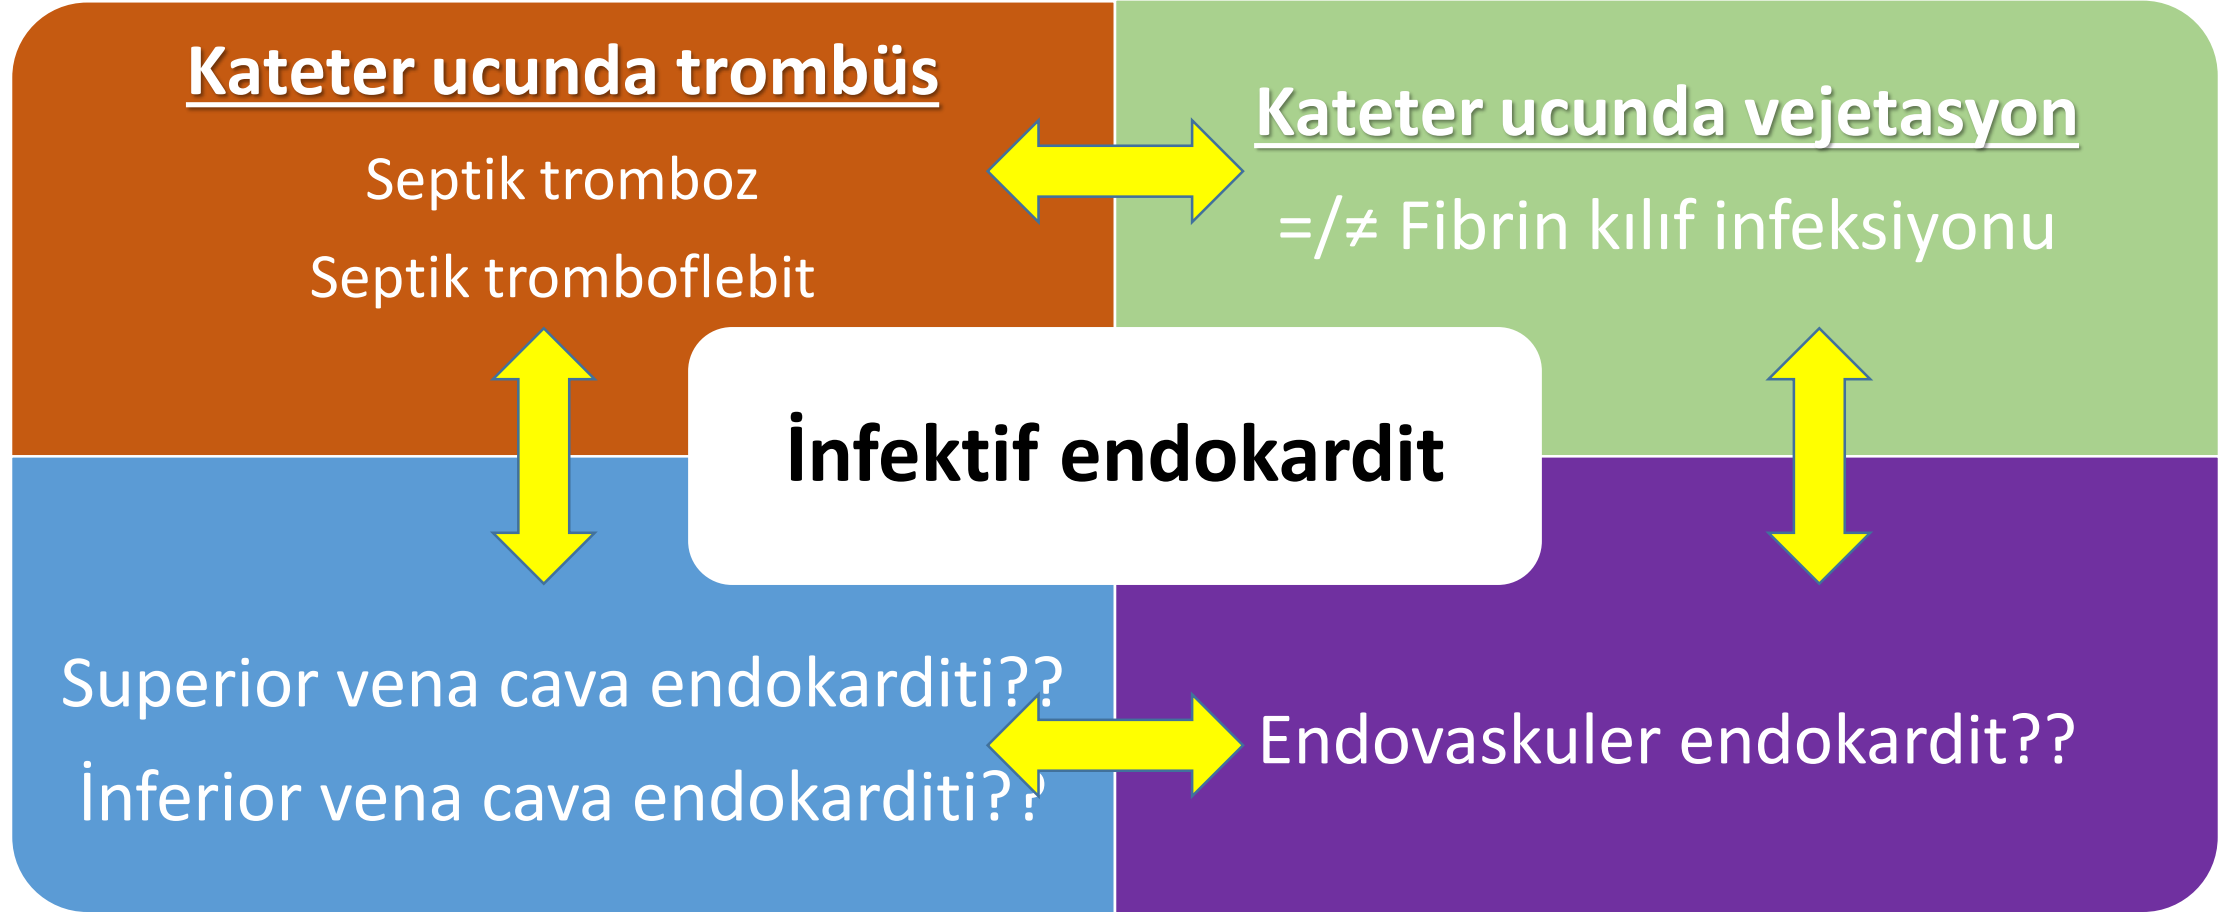 Kateter ucunda trombüs
Septik tromboz
Septik tromboflebit
Kateter ucunda vejetasyon
=/≠ Fibrin kılıf infeksiyonu
İnfektif endokardit
Superior vena cava endokarditi??
İnferior vena cava endokarditi??
Endovaskuler endokardit??